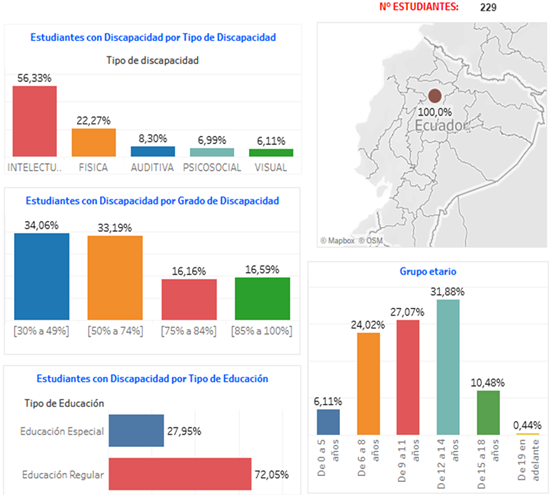 Nº ESTUDIANTES: 229
Estudiantes con Discapacidad por Tipo de Discapacidad
Tipo de discapacidad
56,33%
22,27%
8,30%
6,99%
6,11%
INTELECTU.. FISICA AUDITIVA PSICOSOCIAL VISUAL
100,0%
Ecuador
© Mapbox © OSM
Estudiantes con Discapacidad por Grado de Discapacidad
34,06%
33,19%
16,16%
16,59%
[30% a 49%] [50% a 74%] [75% a 84%] [85% a 100%]
Estudiantes con Discapacidad por Tipo de Educación
Tipo de Educación
Educación Especial 27,95%
Educación Regular 72,05%
Grupo etario
6,11%
24,02%
27,07%
31,88%
10,48%
0,44%
De 0 a 5
años
De 6 a 8
años
De 9 a 11
años
De 12 a 14
años
De 15 a 18
años
De 19 en
adelante